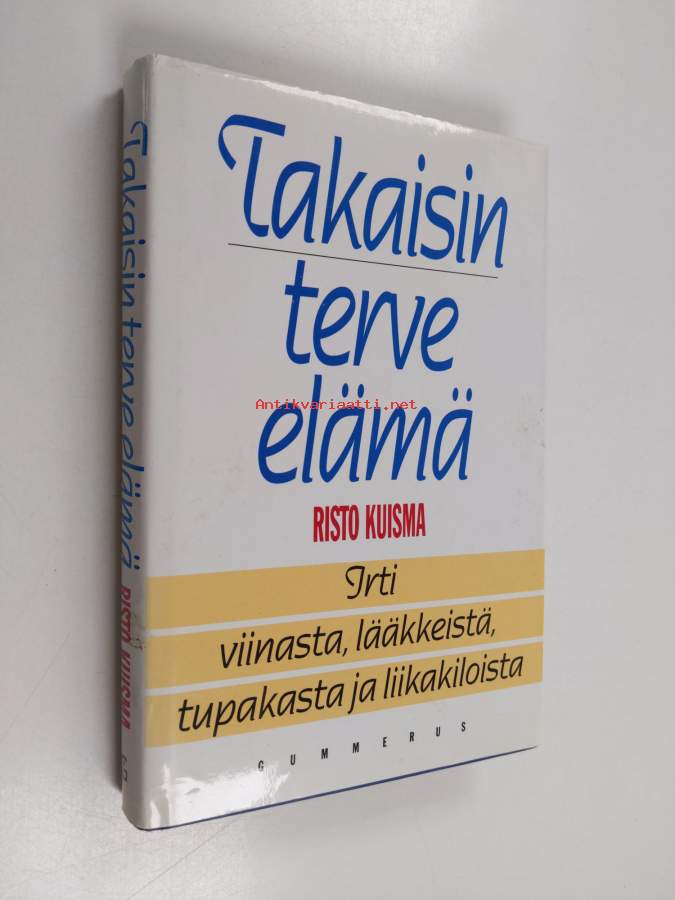 Takaisin
terve
elämä
RISTO KUISMA
Irti
viinasta, lääkkeistä,
tupakasta ja liikakiloista
GUMMERUS
Takaisin terve elämä RISTO KUISMA
Antikvariaatti.net